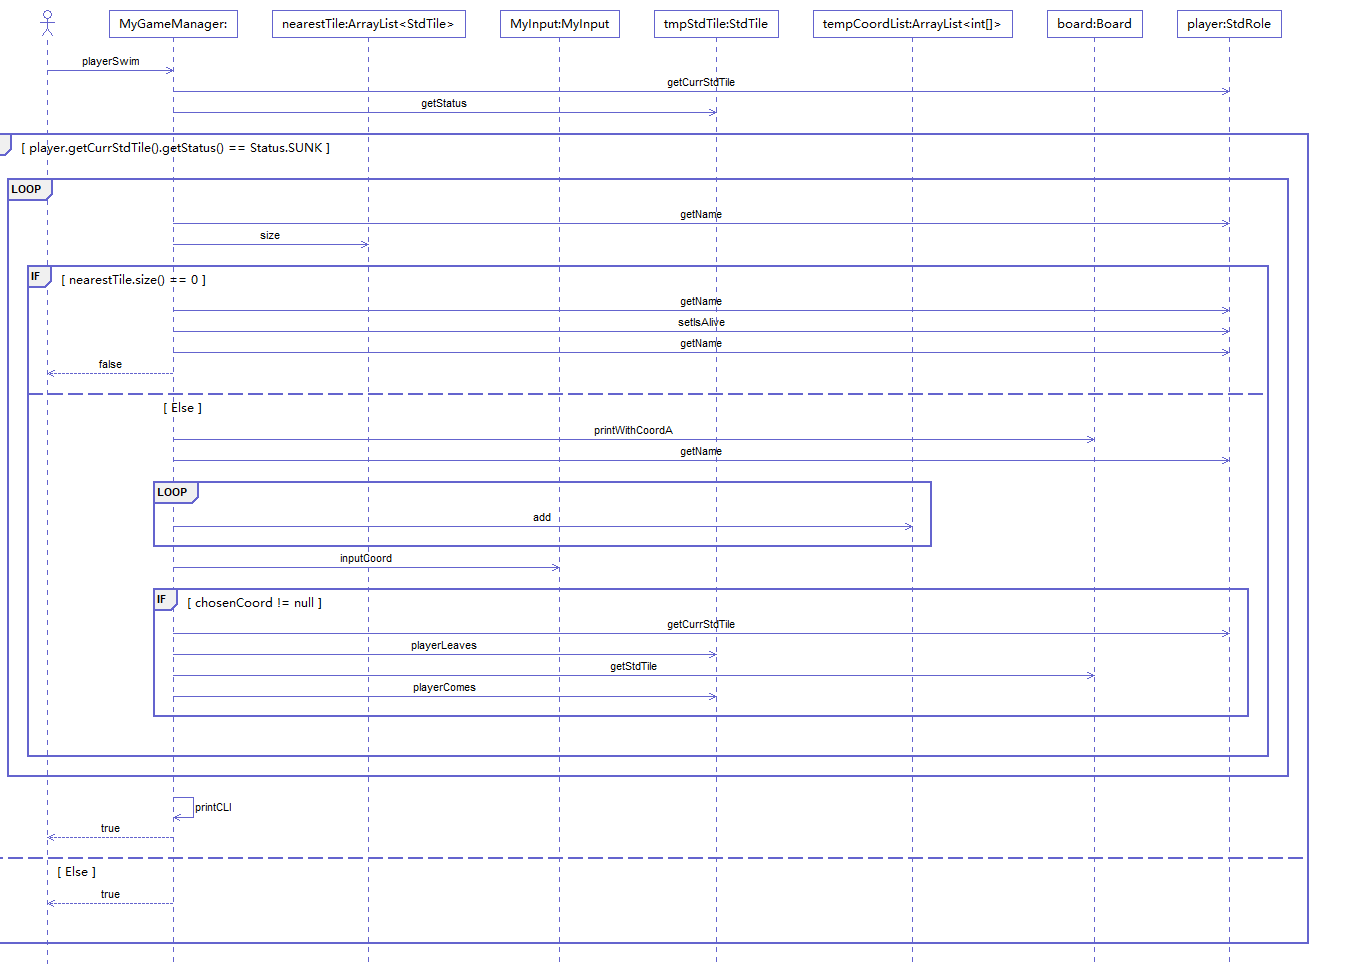 MyGameManager: nearestTile:ArrayList<StdTile> MyInput:MyInput tmpStdTile:StdTile tempCoordList:ArrayList<int[]> board:Board player:StdRole
playerSwim
getCurrStdTile
getStatus
[ player.getCurrStdTile().getStatus() == Status.SUNK ]
LOOP
getName
size
IF [ nearestTile.size() == 0 ]
getName
setIsAlive
getName
false
[ Else ]
printWithCoordA
getName
LOOP
add
inputCoord
IF [ chosenCoord != null ]
getCurrStdTile
playerLeaves
getStdTile
playerComes
printCLI
true
[ Else ]
true